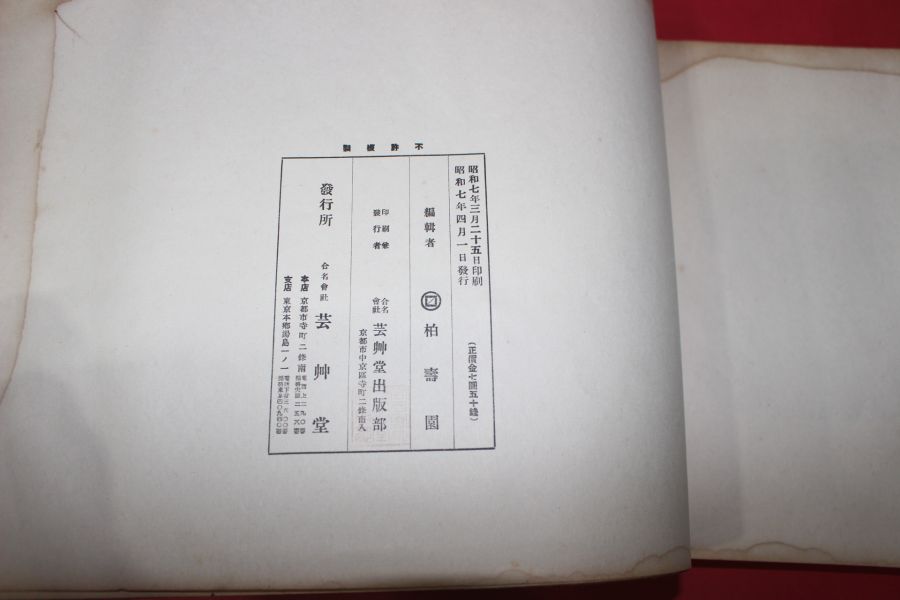 不許複製
昭和七年三月二十五日印刷
昭和七年四月一日發行
(正價金七圓五十錢)
編輯者
柏壽園
印刷兼
發行者
合名
會社
芸艸堂出版部
京都市中京區寺町二條南入
發行所
合名會社
芸艸堂
本店
京都市寺町二條南
支店
東京本鄉湯島一ノ一